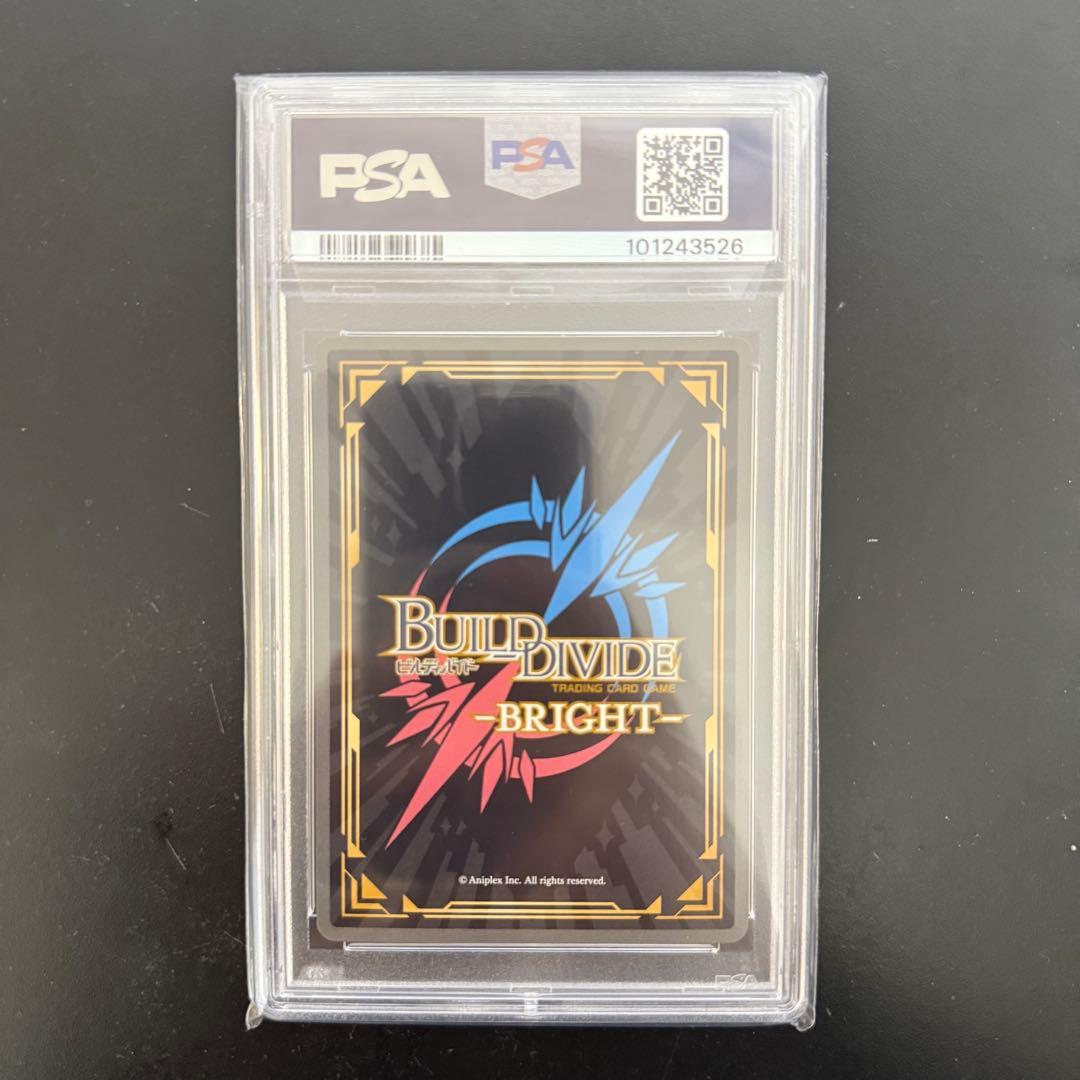 PSA
PSA
101243526
BUILD DIVIDE
ビルディバイド
TRADING CARD GAME
-BRIGHT-
© Aniplex Inc. All rights reserved.
PSA